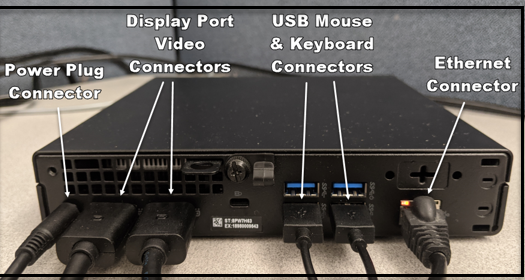 Power Plug
Connector
Display Port
Video
Connectors
USB Mouse
& Keyboard
Connectors
Ethernet
Connector